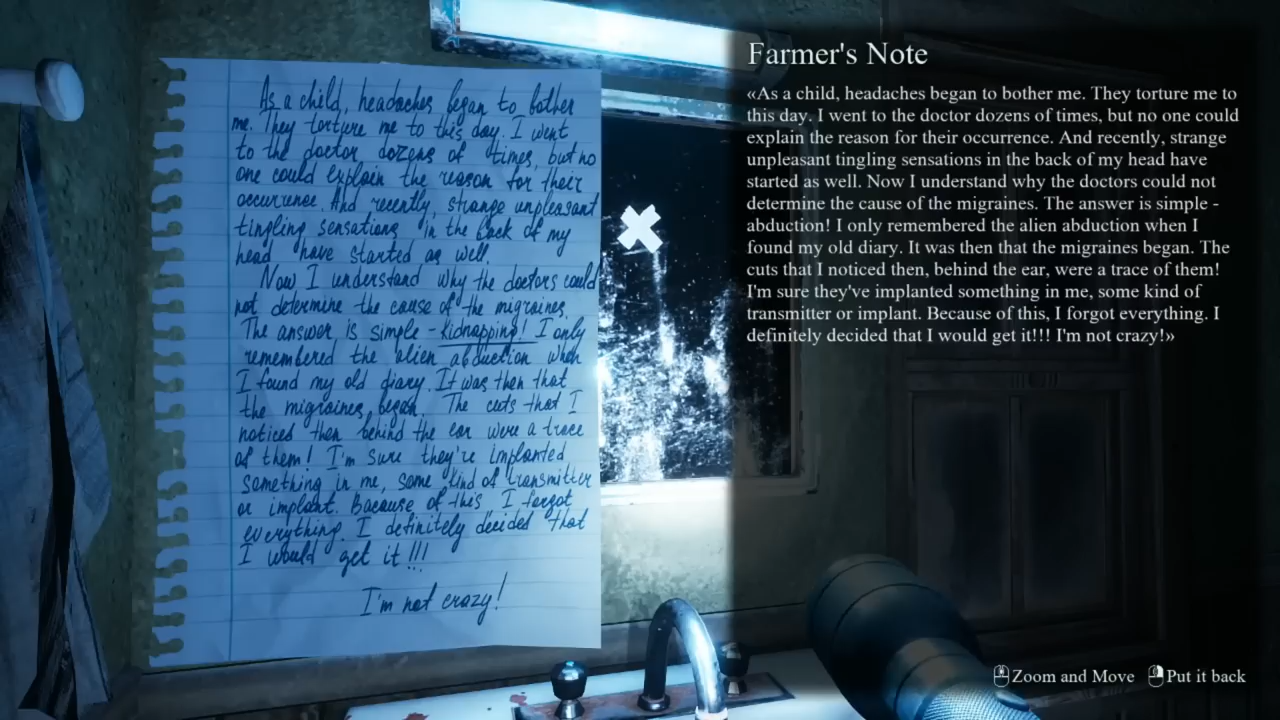 As a child, headaches began to bother
me. They torture me to this day. I went
to the doctor, dozens of times, but no
one could explain the reason for their
occurrence. And recently, strange unpleasant
tingling sensations in the back of my
head have started as well.
Now I understand why the doctors could
not determine the cause of the migraines.
The answer is simple - kidnapping! I only
remembered the alien abduction when
I found my old diary. It was then that
the migraines began. The cuts that I
noticed then behind the ear were a trace
of them! I'm sure they're implanted
something in me, some kind of transmitter
or implant. Because of this I forgot
everything. I definitely decided that
I would get it!!!
I'm not crazy!
Farmer's Note
«As a child, headaches began to bother me. They torture me to
this day. I went to the doctor dozens of times, but no one could
explain the reason for their occurrence. And recently, strange
unpleasant tingling sensations in the back of my head have
started as well. Now I understand why the doctors could not
determine the cause of the migraines. The answer is simple -
abduction! I only remembered the alien abduction when I
found my old diary. It was then that the migraines began. The
cuts that I noticed then, behind the ear, were a trace of them!
I'm sure they've implanted something in me, some kind of
transmitter or implant. Because of this, I forgot everything. I
definitely decided that I would get it!!! I'm not crazy!»
Zoom and Move
Put it back